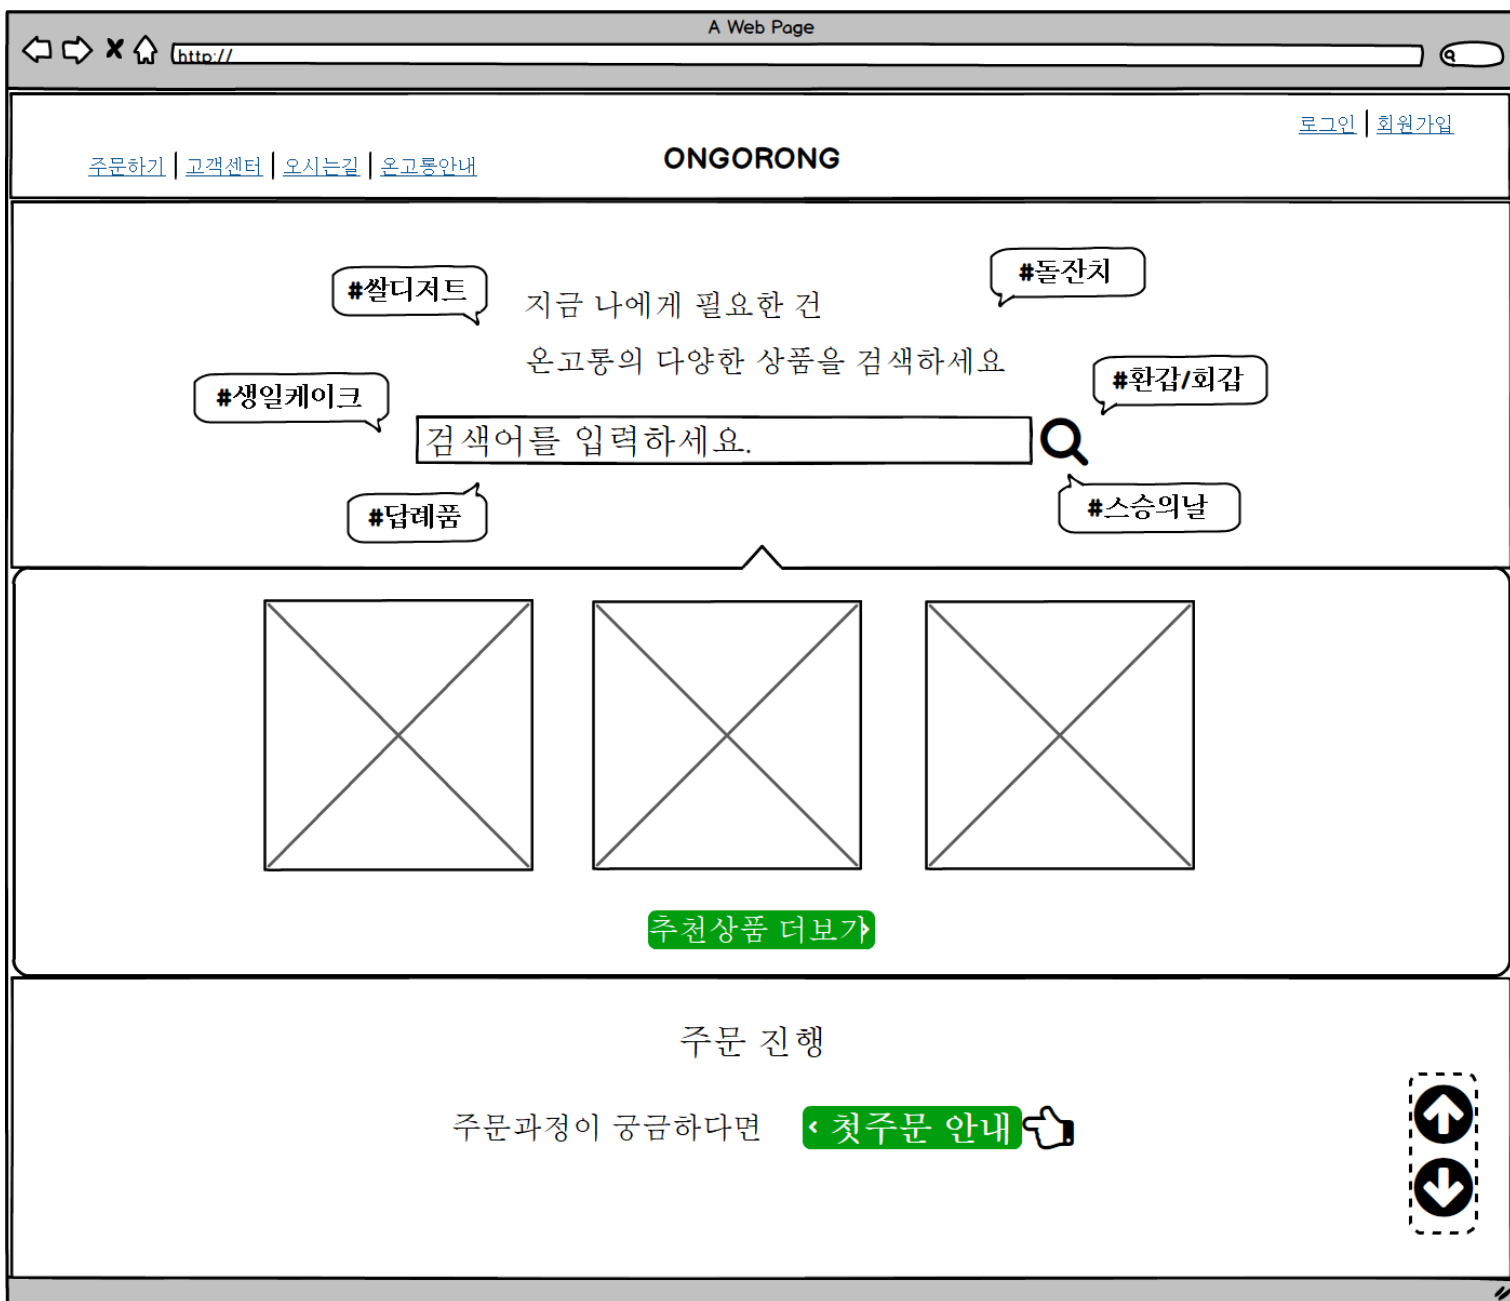 A Web Page
http://
로그인 | 회원가입
주문하기 | 고객센터 | 오시는길 | 온고롱안내
ONGORONG
#쌀디저트
#돌잔치
지금 나에게 필요한 건
온고롱의 다양한 상품을 검색하세요
#생일케이크
#환갑/회갑
검색어를 입력하세요.
#답례품
#스승의날
추천상품 더보기›
주문 진행
주문과정이 궁금하다면
‹ 첫주문 안내